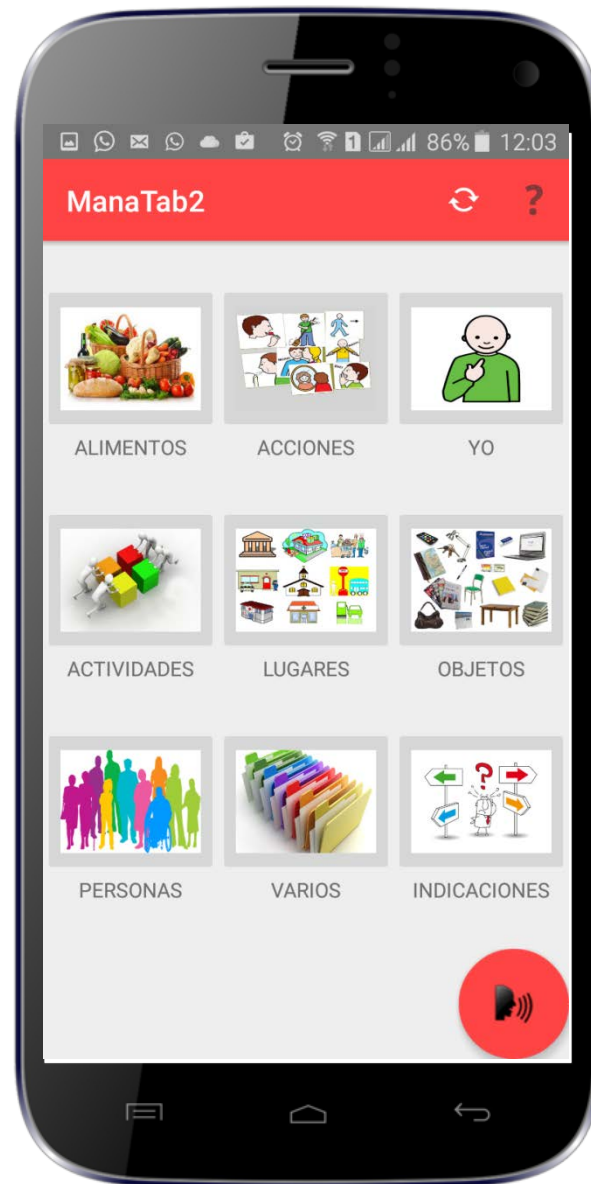 86% 12:03
ManaTab2 ?
ALIMENTOS ACCIONES YO
ACTIVIDADES LUGARES OBJETOS
PERSONAS VARIOS INDICACIONES